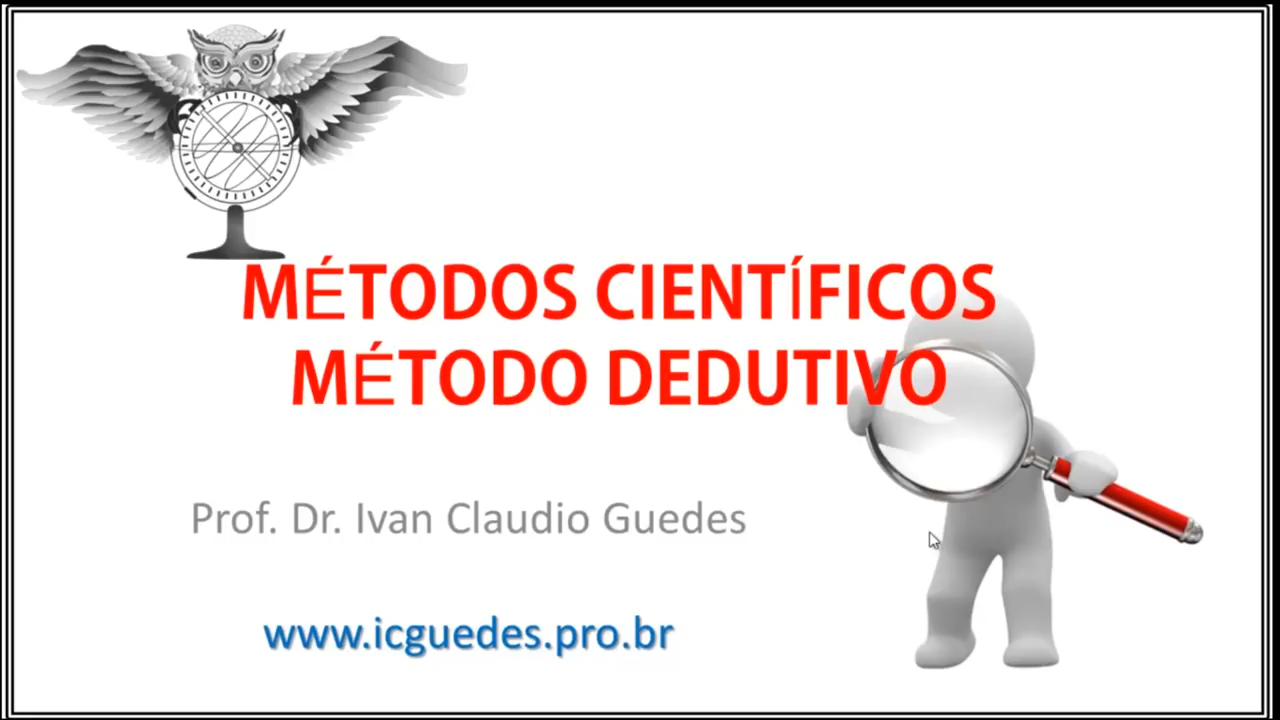 MÉTODOS CIENTÍFICOS
MÉTODO DEDUTIVO
Prof. Dr. Ivan Claudio Guedes
www.icguedes.pro.br